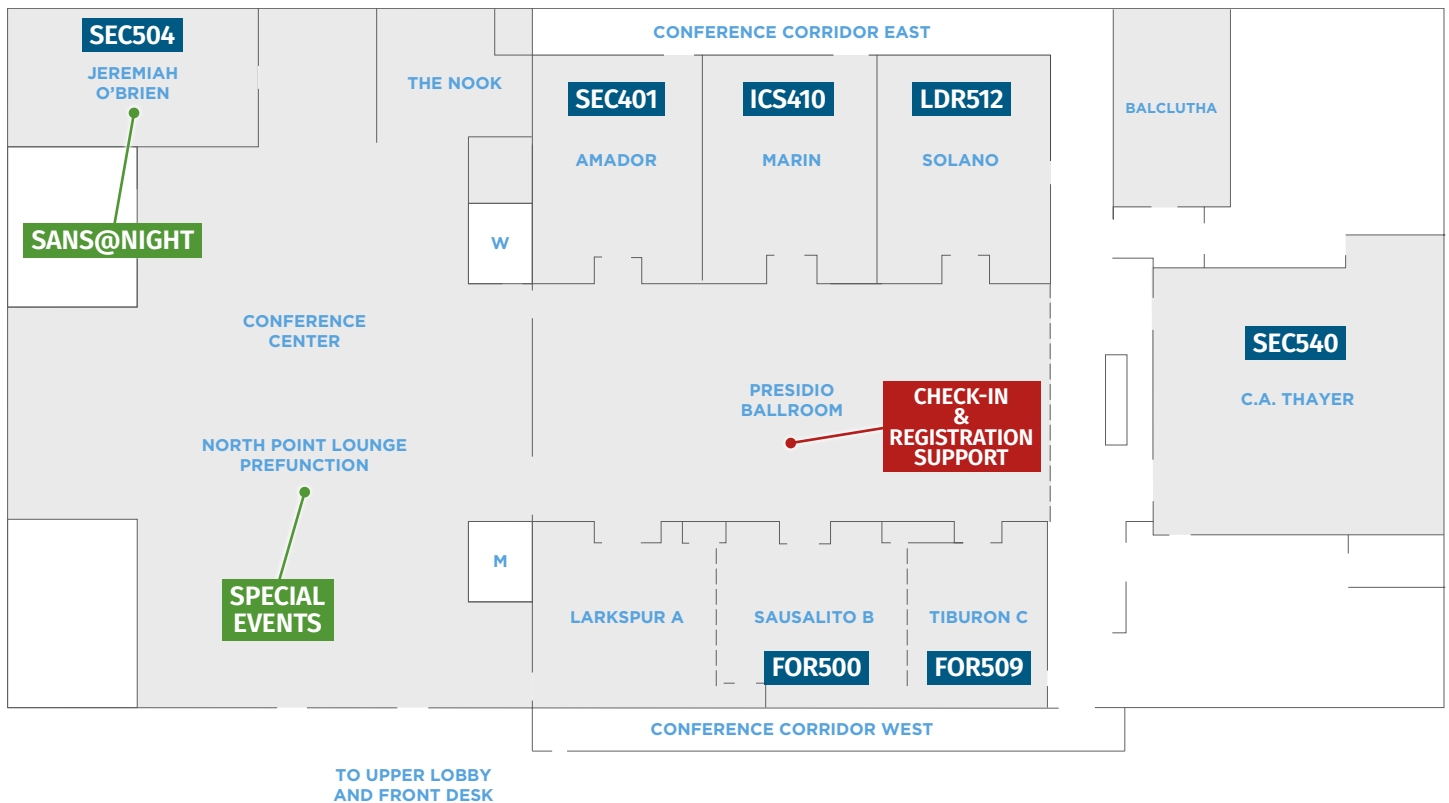 SEC504
JEREMIAH
O’BRIEN
THE NOOK
CONFERENCE CORRIDOR EAST
SEC401
AMADOR
ICS410
MARIN
LDR512
SOLANO
BALCLUTHA
SANS@NIGHT
W
CONFERENCE
CENTER
SEC540
C.A. THAYER
PRESIDIO
BALLROOM
CHECK-IN
&
REGISTRATION
SUPPORT
NORTH POINT LOUNGE
PREFUNCTION
M
SPECIAL
EVENTS
LARKSPUR A
SAUSALITO B
FOR500
TIBURON C
FOR509
CONFERENCE CORRIDOR WEST
TO UPPER LOBBY
AND FRONT DESK